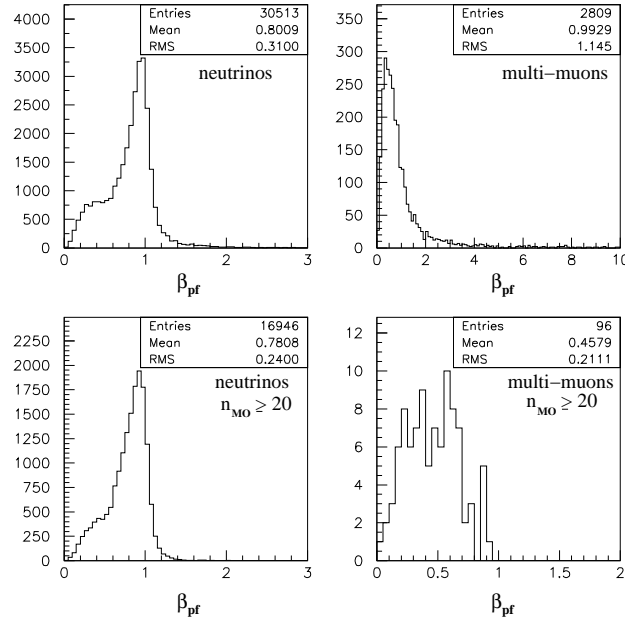 Entries 30513
Mean 0.8009
RMS 0.3100
neutrinos
4000
3500
3000
2500
2000
1500
1000
500
0
0 1 2 3
βpf
Entries 2809
Mean 0.9929
RMS 1.145
multi−muons
350
300
250
200
150
100
50
0
0 2 4 6 8 10
βpf
Entries 16946
Mean 0.7808
RMS 0.2400
neutrinos
nMO ≥ 20
2250
2000
1750
1500
1250
1000
750
500
250
0
0 1 2 3
βpf
Entries 96
Mean 0.4579
RMS 0.2111
multi−muons
nMO ≥ 20
12
10
8
6
4
2
0
0 0.5 1 1.5 2
βpf